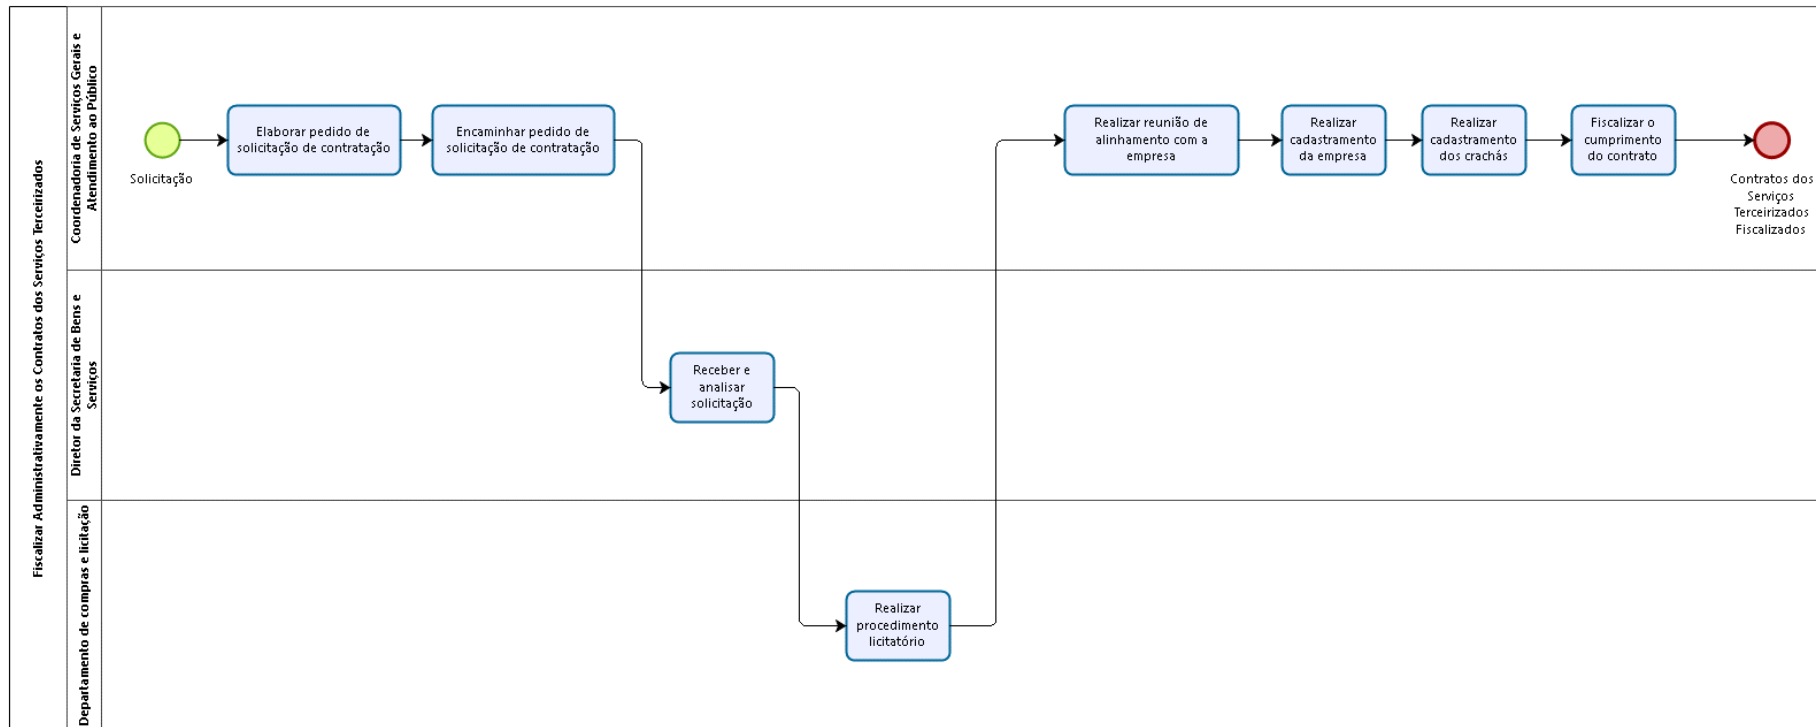 Fiscalizar Administrativamente os Contratos dos Serviços Terceirizados
Coordenadoria de Serviços Gerais e
Atendimento ao Público
Solicitação
Elaborar pedido de
solicitação de contratação
Encaminhar pedido de
solicitação de contratação
Realizar reunião de
alinhamento com a
empresa
Realizar
cadastramento
da empresa
Realizar
cadastramento
dos crachás
Fiscalizar o
cumprimento
do contrato
Contratos dos
Serviços
Terceirizados
Fiscalizados
Diretor da Secretaria de Bens e
Serviços
Receber e
analisar
solicitação
Departamento de compras e licitação
Realizar
procedimento
licitatório